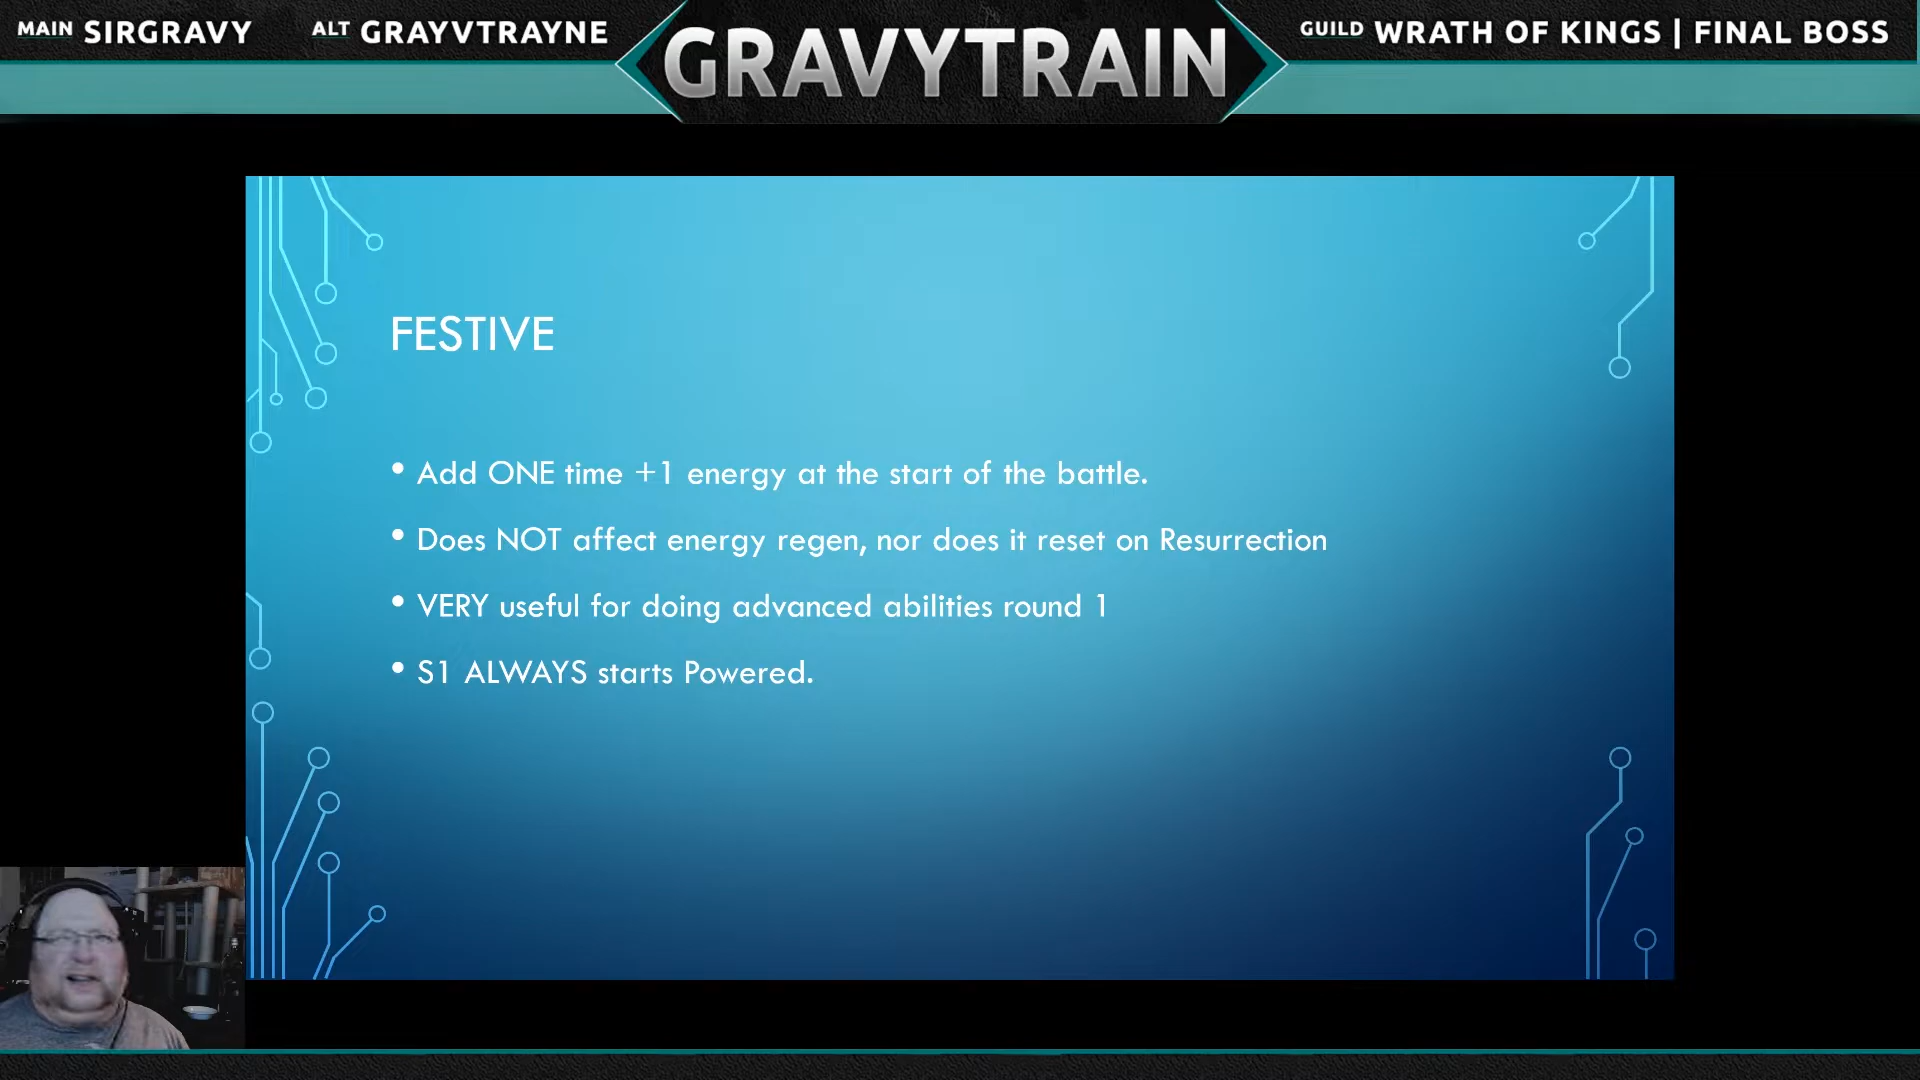 MAIN SIRGRAVY ALT GRAYVTRAYNE GRAVYTRAIN GUILD WRATH OF KINGS | FINAL BOSS
FESTIVE
• Add ONE time +1 energy at the start of the battle.
• Does NOT affect energy regen, nor does it reset on Resurrection
• VERY useful for doing advanced abilities round 1
• S1 ALWAYS starts Powered.